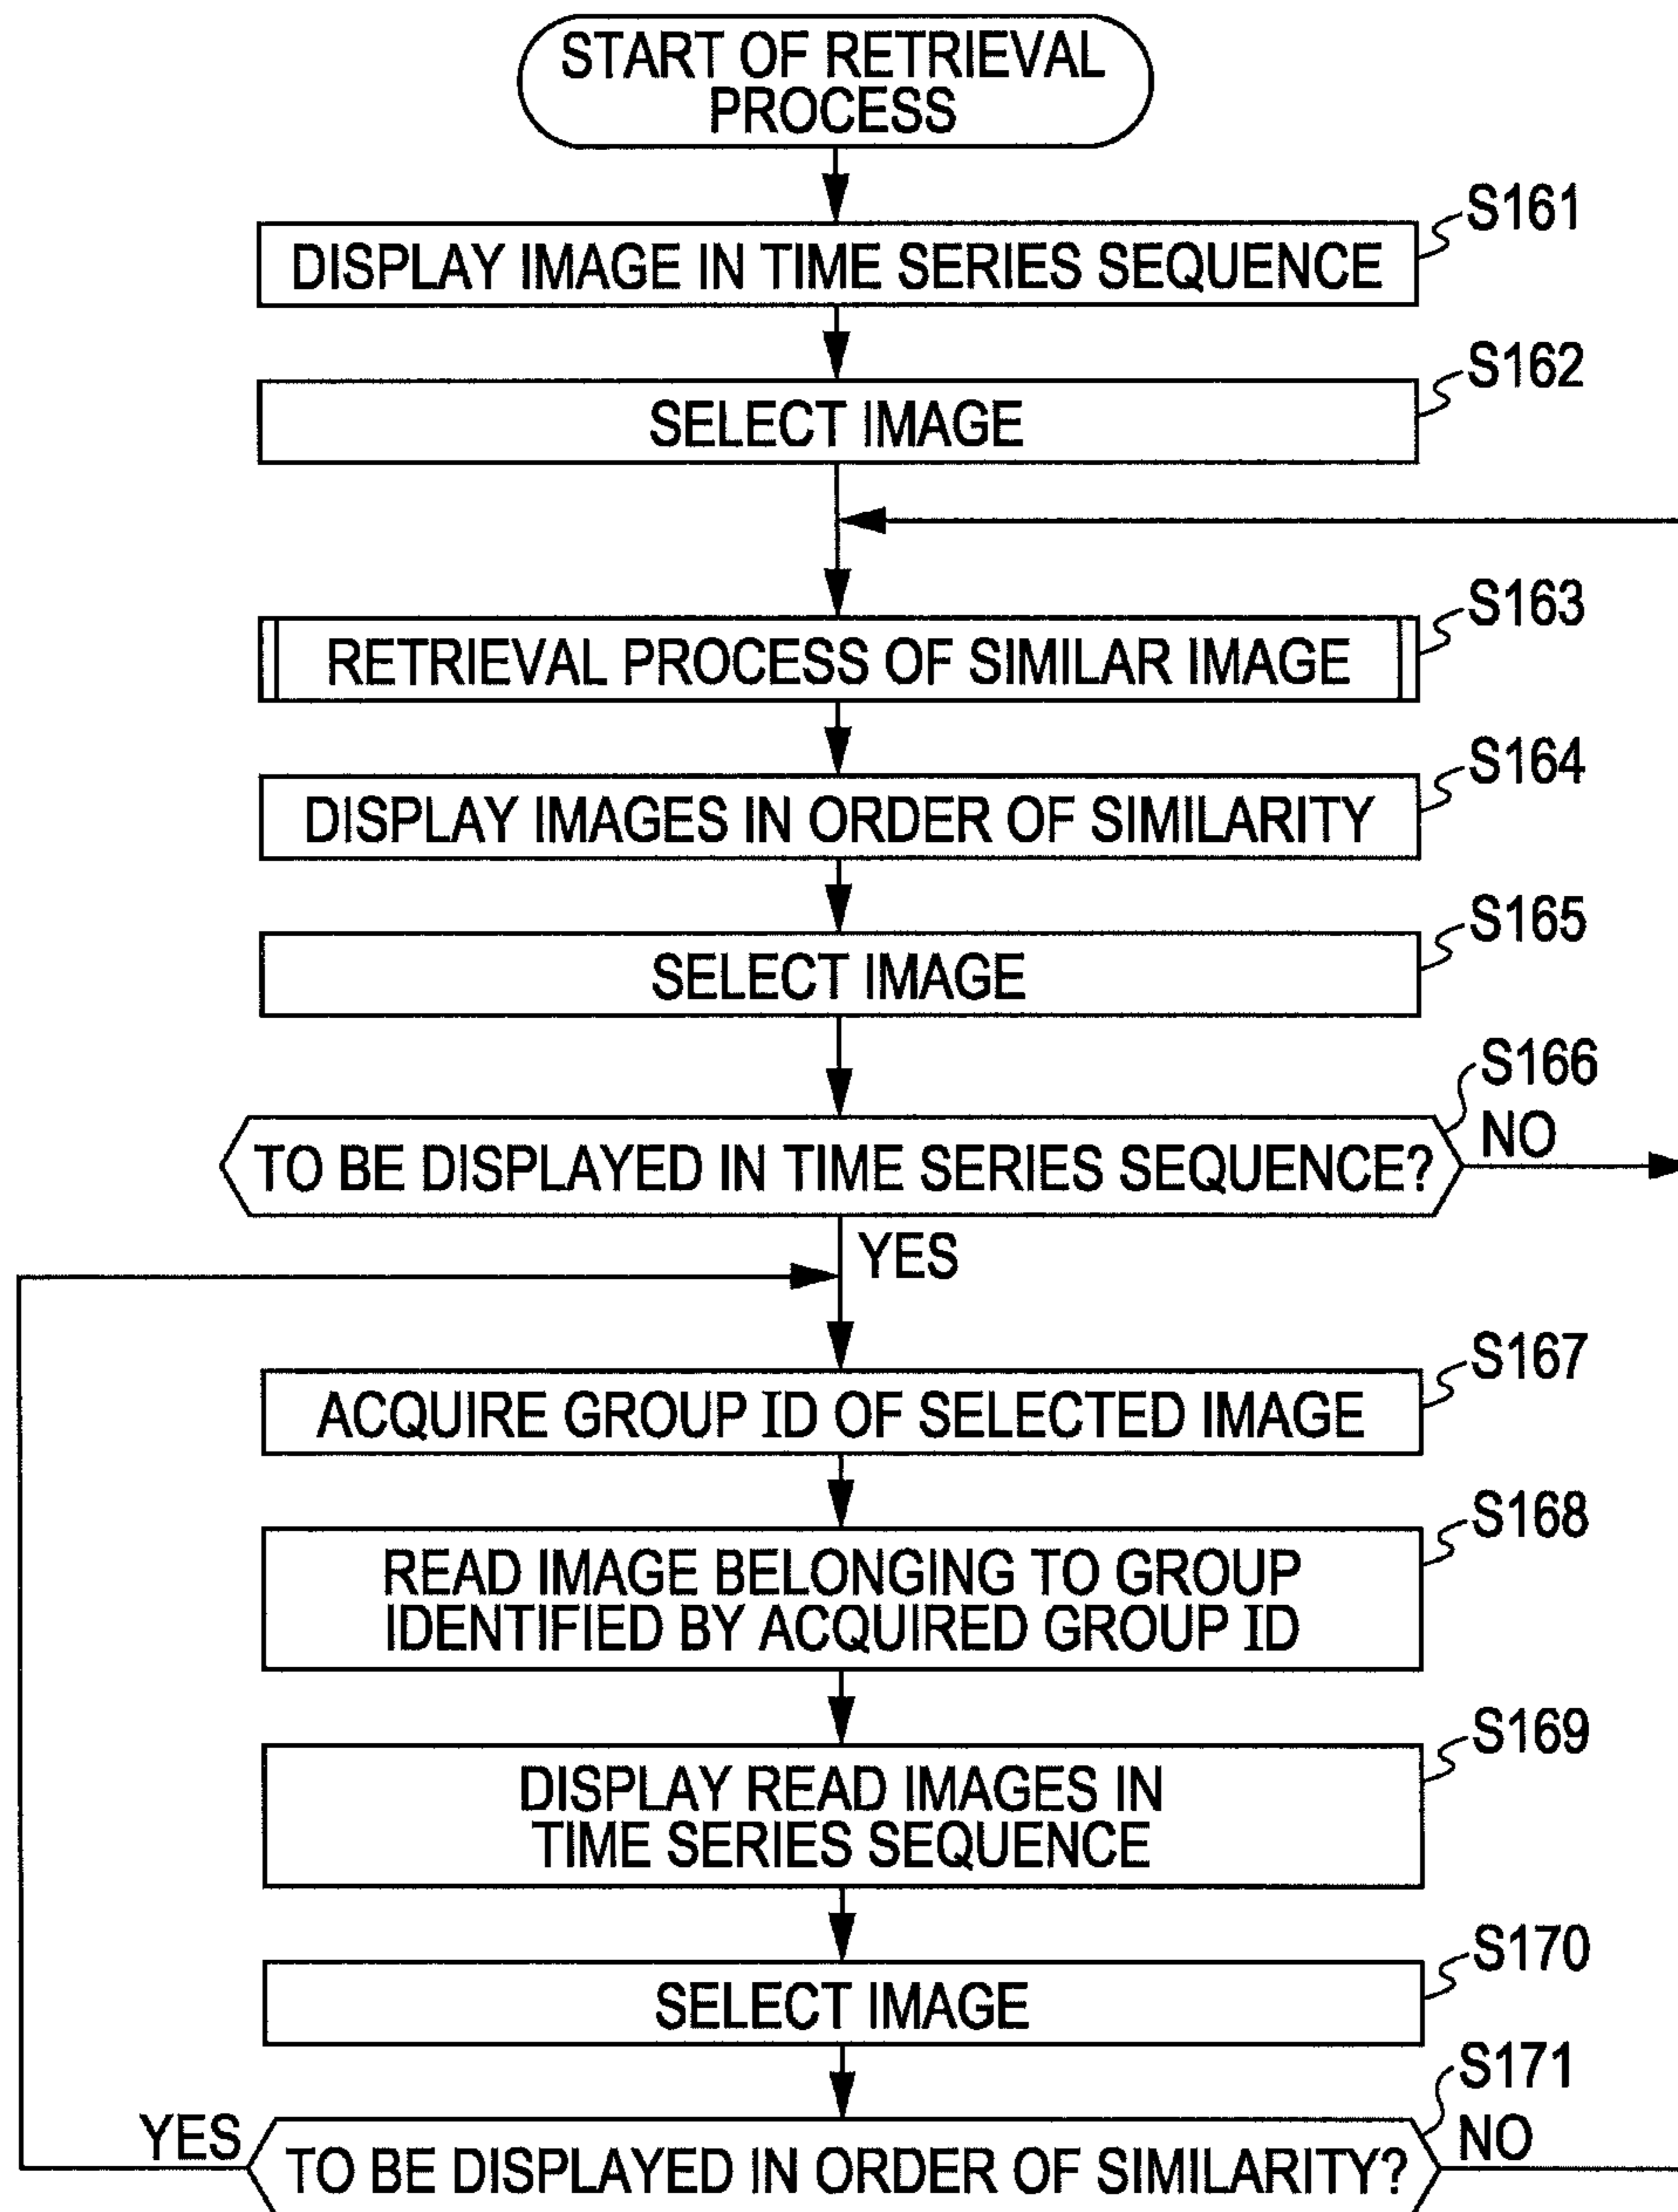 START OF RETRIEVAL
PROCESS
S161
DISPLAY IMAGE IN TIME SERIES SEQUENCE
S162
SELECT IMAGE
S163
RETRIEVAL PROCESS OF SIMILAR IMAGE
S164
DISPLAY IMAGES IN ORDER OF SIMILARITY
S165
SELECT IMAGE
S166
TO BE DISPLAYED IN TIME SERIES SEQUENCE?
NO
YES
S167
ACQUIRE GROUP ID OF SELECTED IMAGE
S168
READ IMAGE BELONGING TO GROUP
IDENTIFIED BY ACQUIRED GROUP ID
S169
DISPLAY READ IMAGES IN
TIME SERIES SEQUENCE
S170
SELECT IMAGE
S171
YES
TO BE DISPLAYED IN ORDER OF SIMILARITY?
NO